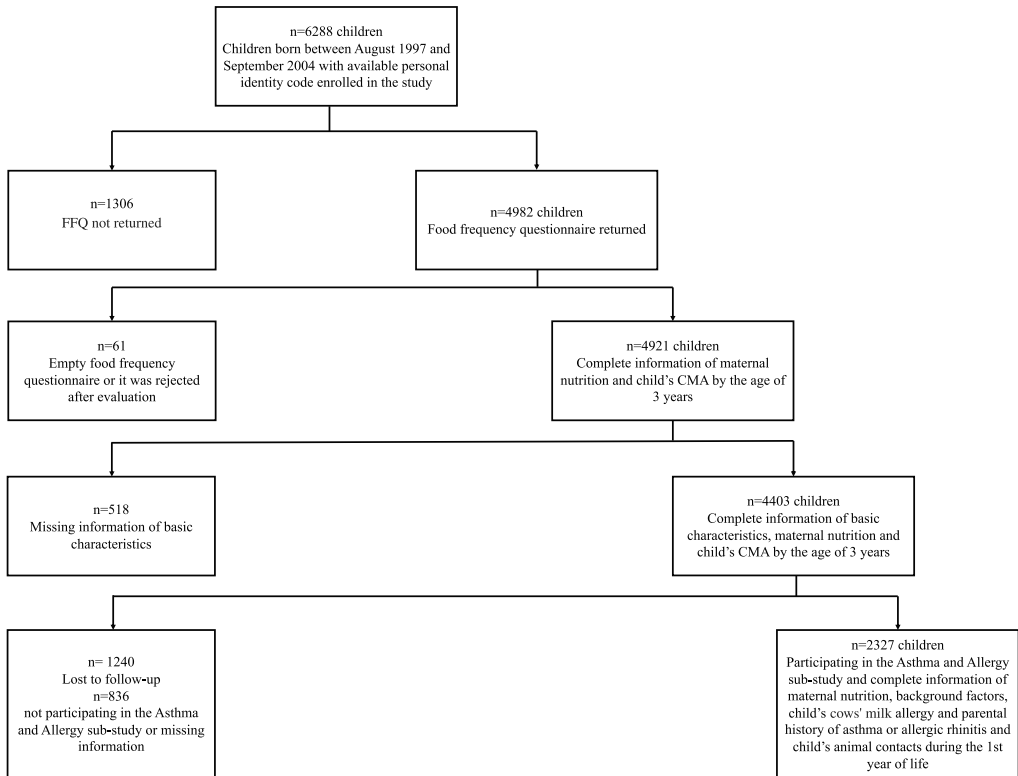 n=6288 children
Children born between August 1997 and
September 2004 with available personal
identity code enrolled in the study
n=1306
FFQ not returned
n=4982 children
Food frequency questionnaire returned
n=61
Empty food frequency
questionnaire or it was rejected
after evaluation
n=4921 children
Complete information of maternal
nutrition and child’s CMA by the age of
3 years
n=518
Missing information of basic
characteristics
n=4403 children
Complete information of basic
characteristics, maternal nutrition and
child’s CMA by the age of 3 years
n= 1240
Lost to follow-up
n=836
not participating in the Asthma
and Allergy sub-study or missing
information
n=2327 children
Participating in the Asthma and Allergy
sub-study and complete information of
maternal nutrition, background factors,
child’s cows' milk allergy and parental
history of asthma or allergic rhinitis and
child’s animal contacts during the 1st
year of life